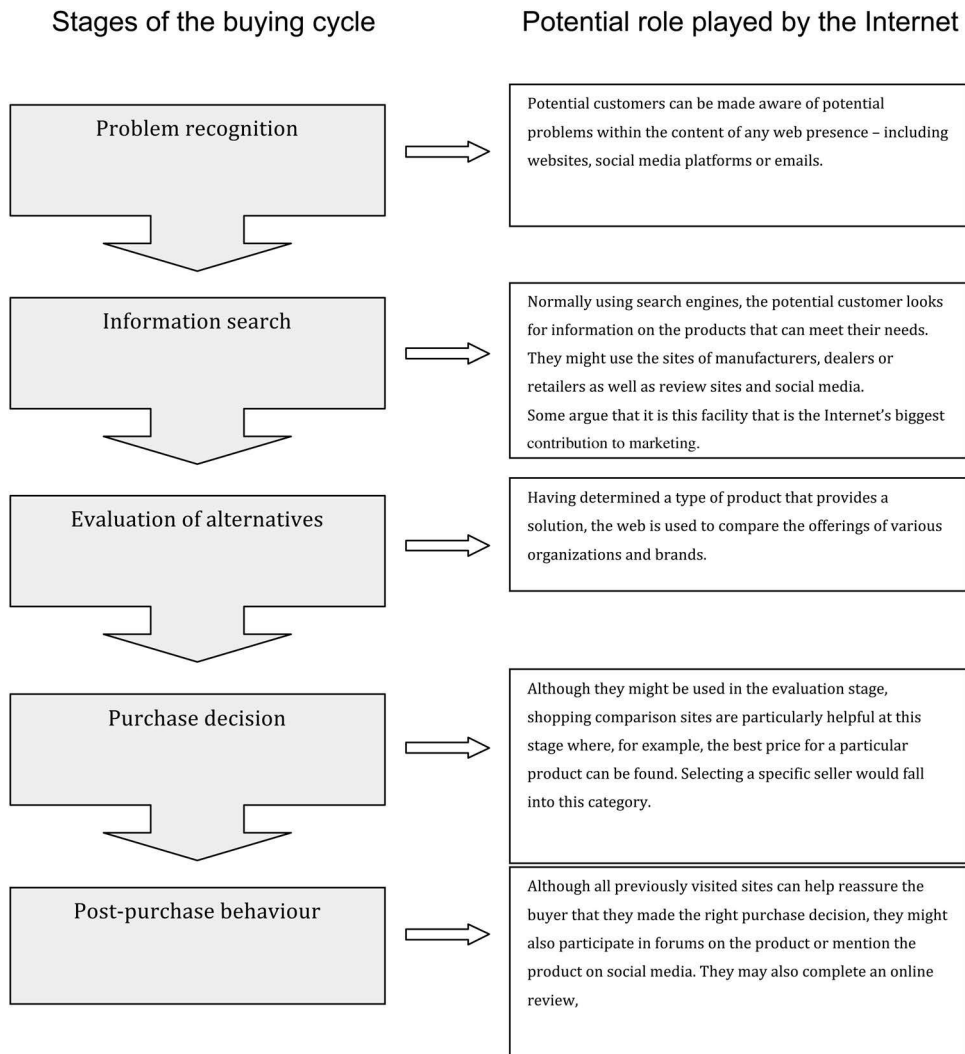 Stages of the buying cycle
Potential role played by the Internet
Problem recognition
Potential customers can be made aware of potential
problems within the content of any web presence – including
websites, social media platforms or emails.
Information search
Normally using search engines, the potential customer looks
for information on the products that can meet their needs.
They might use the sites of manufacturers, dealers or
retailers as well as review sites and social media.
Some argue that it is this facility that is the Internet’s biggest
contribution to marketing.
Evaluation of alternatives
Having determined a type of product that provides a
solution, the web is used to compare the offerings of various
organizations and brands.
Purchase decision
Although they might be used in the evaluation stage,
shopping comparison sites are particularly helpful at this
stage where, for example, the best price for a particular
product can be found. Selecting a specific seller would fall
into this category.
Post-purchase behaviour
Although all previously visited sites can help reassure the
buyer that they made the right purchase decision, they might
also participate in forums on the product or mention the
product on social media. They may also complete an online
review,